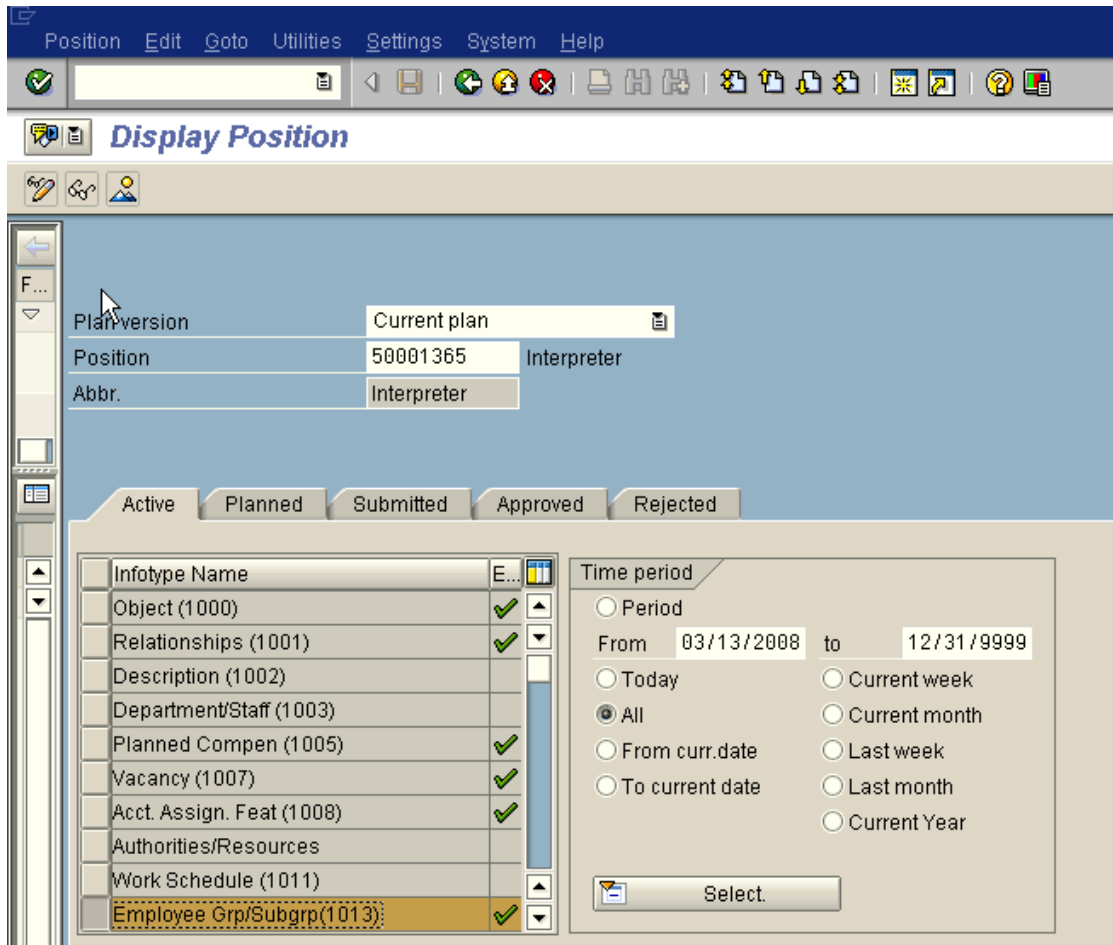 Position Edit Goto Utilities Settings System Help
Display Position
F...
Plan version Current plan
Position 50001365 Interpreter
Abbr. Interpreter
Active Planned Submitted Approved Rejected
Infotype Name E...
Object (1000)
Relationships (1001)
Description (1002)
Department/Staff (1003)
Planned Compen (1005)
Vacancy (1007)
Acct. Assign. Feat (1008)
Authorities/Resources
Work Schedule (1011)
Employee Grp/Subgrp(1013)
Time period
Period
From 03/13/2008 to 12/31/9999
Today Current week
All Current month
From curr.date Last week
To current date Last month
Current Year
Select.